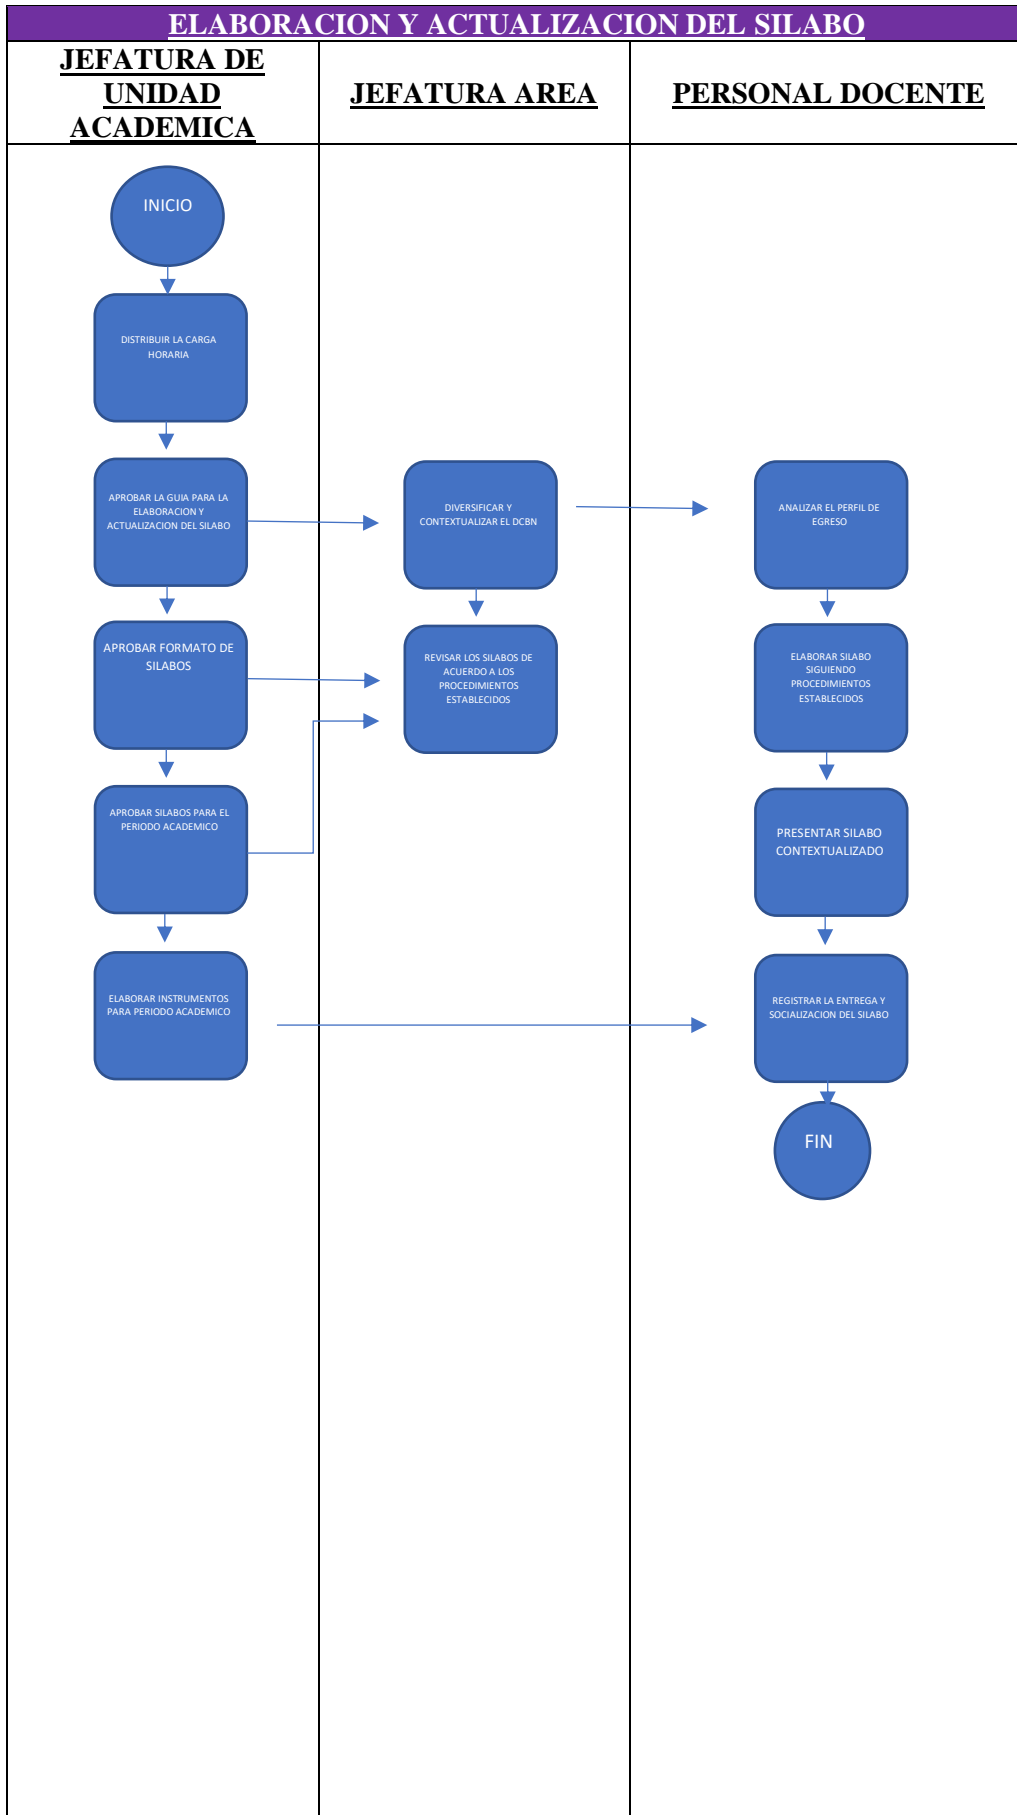 ELABORACION Y ACTUALIZACION DEL SILABO
JEFATURA DE
UNIDAD
ACADEMICA
JEFATURA AREA
PERSONAL DOCENTE
INICIO
DISTRIBUIR LA CARGA
HORARIA
APROBAR LA GUIA PARA LA
ELABORACION Y
ACTUALIZACION DEL SILABO
DIVERSIFICAR Y
CONTEXTUALIZAR EL DCBN
ANALIZAR EL PERFIL DE
EGRESO
APROBAR FORMATO DE
SILABOS
REVISAR LOS SILABOS DE
ACUERDO A LOS
PROCEDIMIENTOS
ESTABLECIDOS
ELABORAR SILABO
SIGUIENDO
PROCEDIMIENTOS
ESTABLECIDOS
APROBAR SILABOS PARA EL
PERIODO ACADEMICO
PRESENTAR SILABO
CONTEXTUALIZADO
ELABORAR INSTRUMENTOS
PARA PERIODO ACADEMICO
REGISTRAR LA ENTREGA Y
SOCIALIZACION DEL SILABO
FIN